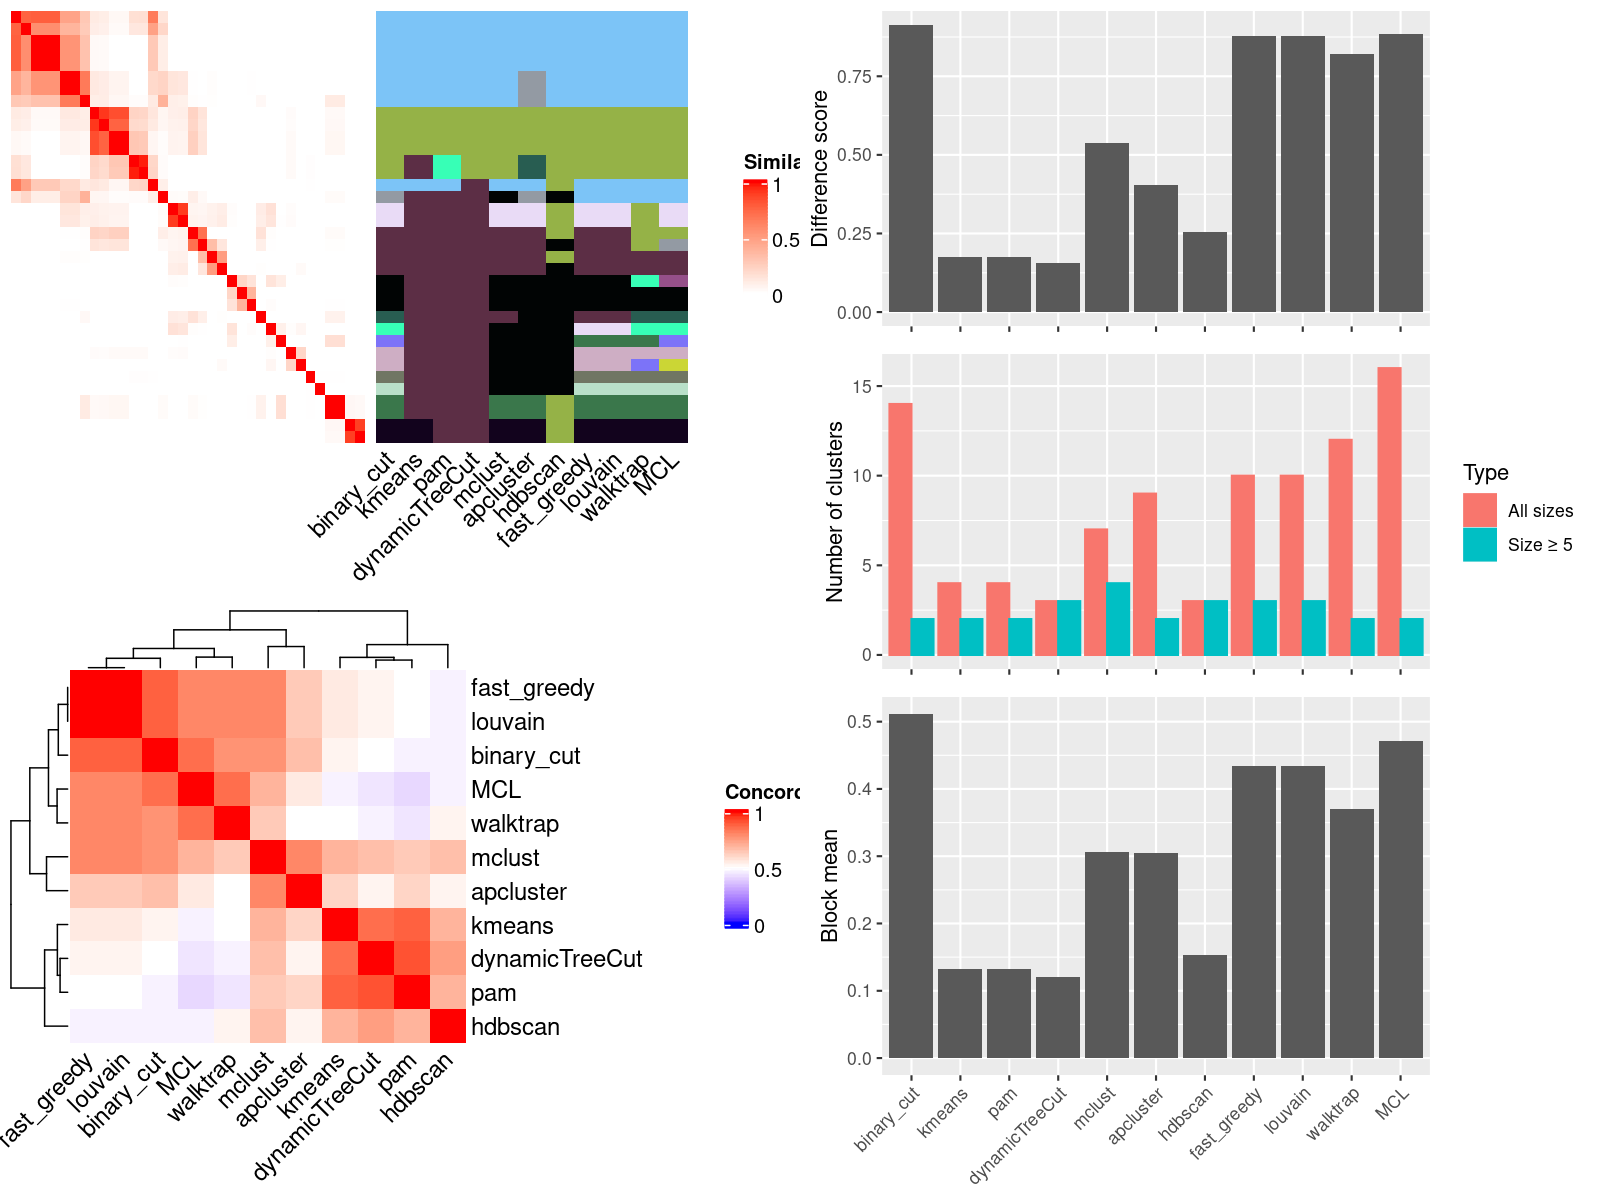 Simila
1
0.5
0
binary_cut
kmeans
pam
dynamicTreeCut
mclust
apcluster
hdbscan
fast_greedy
louvain
walktrap
MCL
fast_greedy
louvain
binary_cut
MCL
walktrap
mclust
apcluster
kmeans
dynamicTreeCut
pam
hdbscan
Concord
1
0.5
0
fast_greedy
louvain
binary_cut
MCL
walktrap
mclust
apcluster
kmeans
dynamicTreeCut
pam
hdbscan
Difference score
0.75
0.50
0.25
0.00
Number of clusters
15
10
5
0
Type
All sizes
Size ≥ 5
Block mean
0.5
0.4
0.3
0.2
0.1
0.0
binary_cut
kmeans
pam
dynamicTreeCut
mclust
apcluster
hdbscan
fast_greedy
louvain
walktrap
MCL